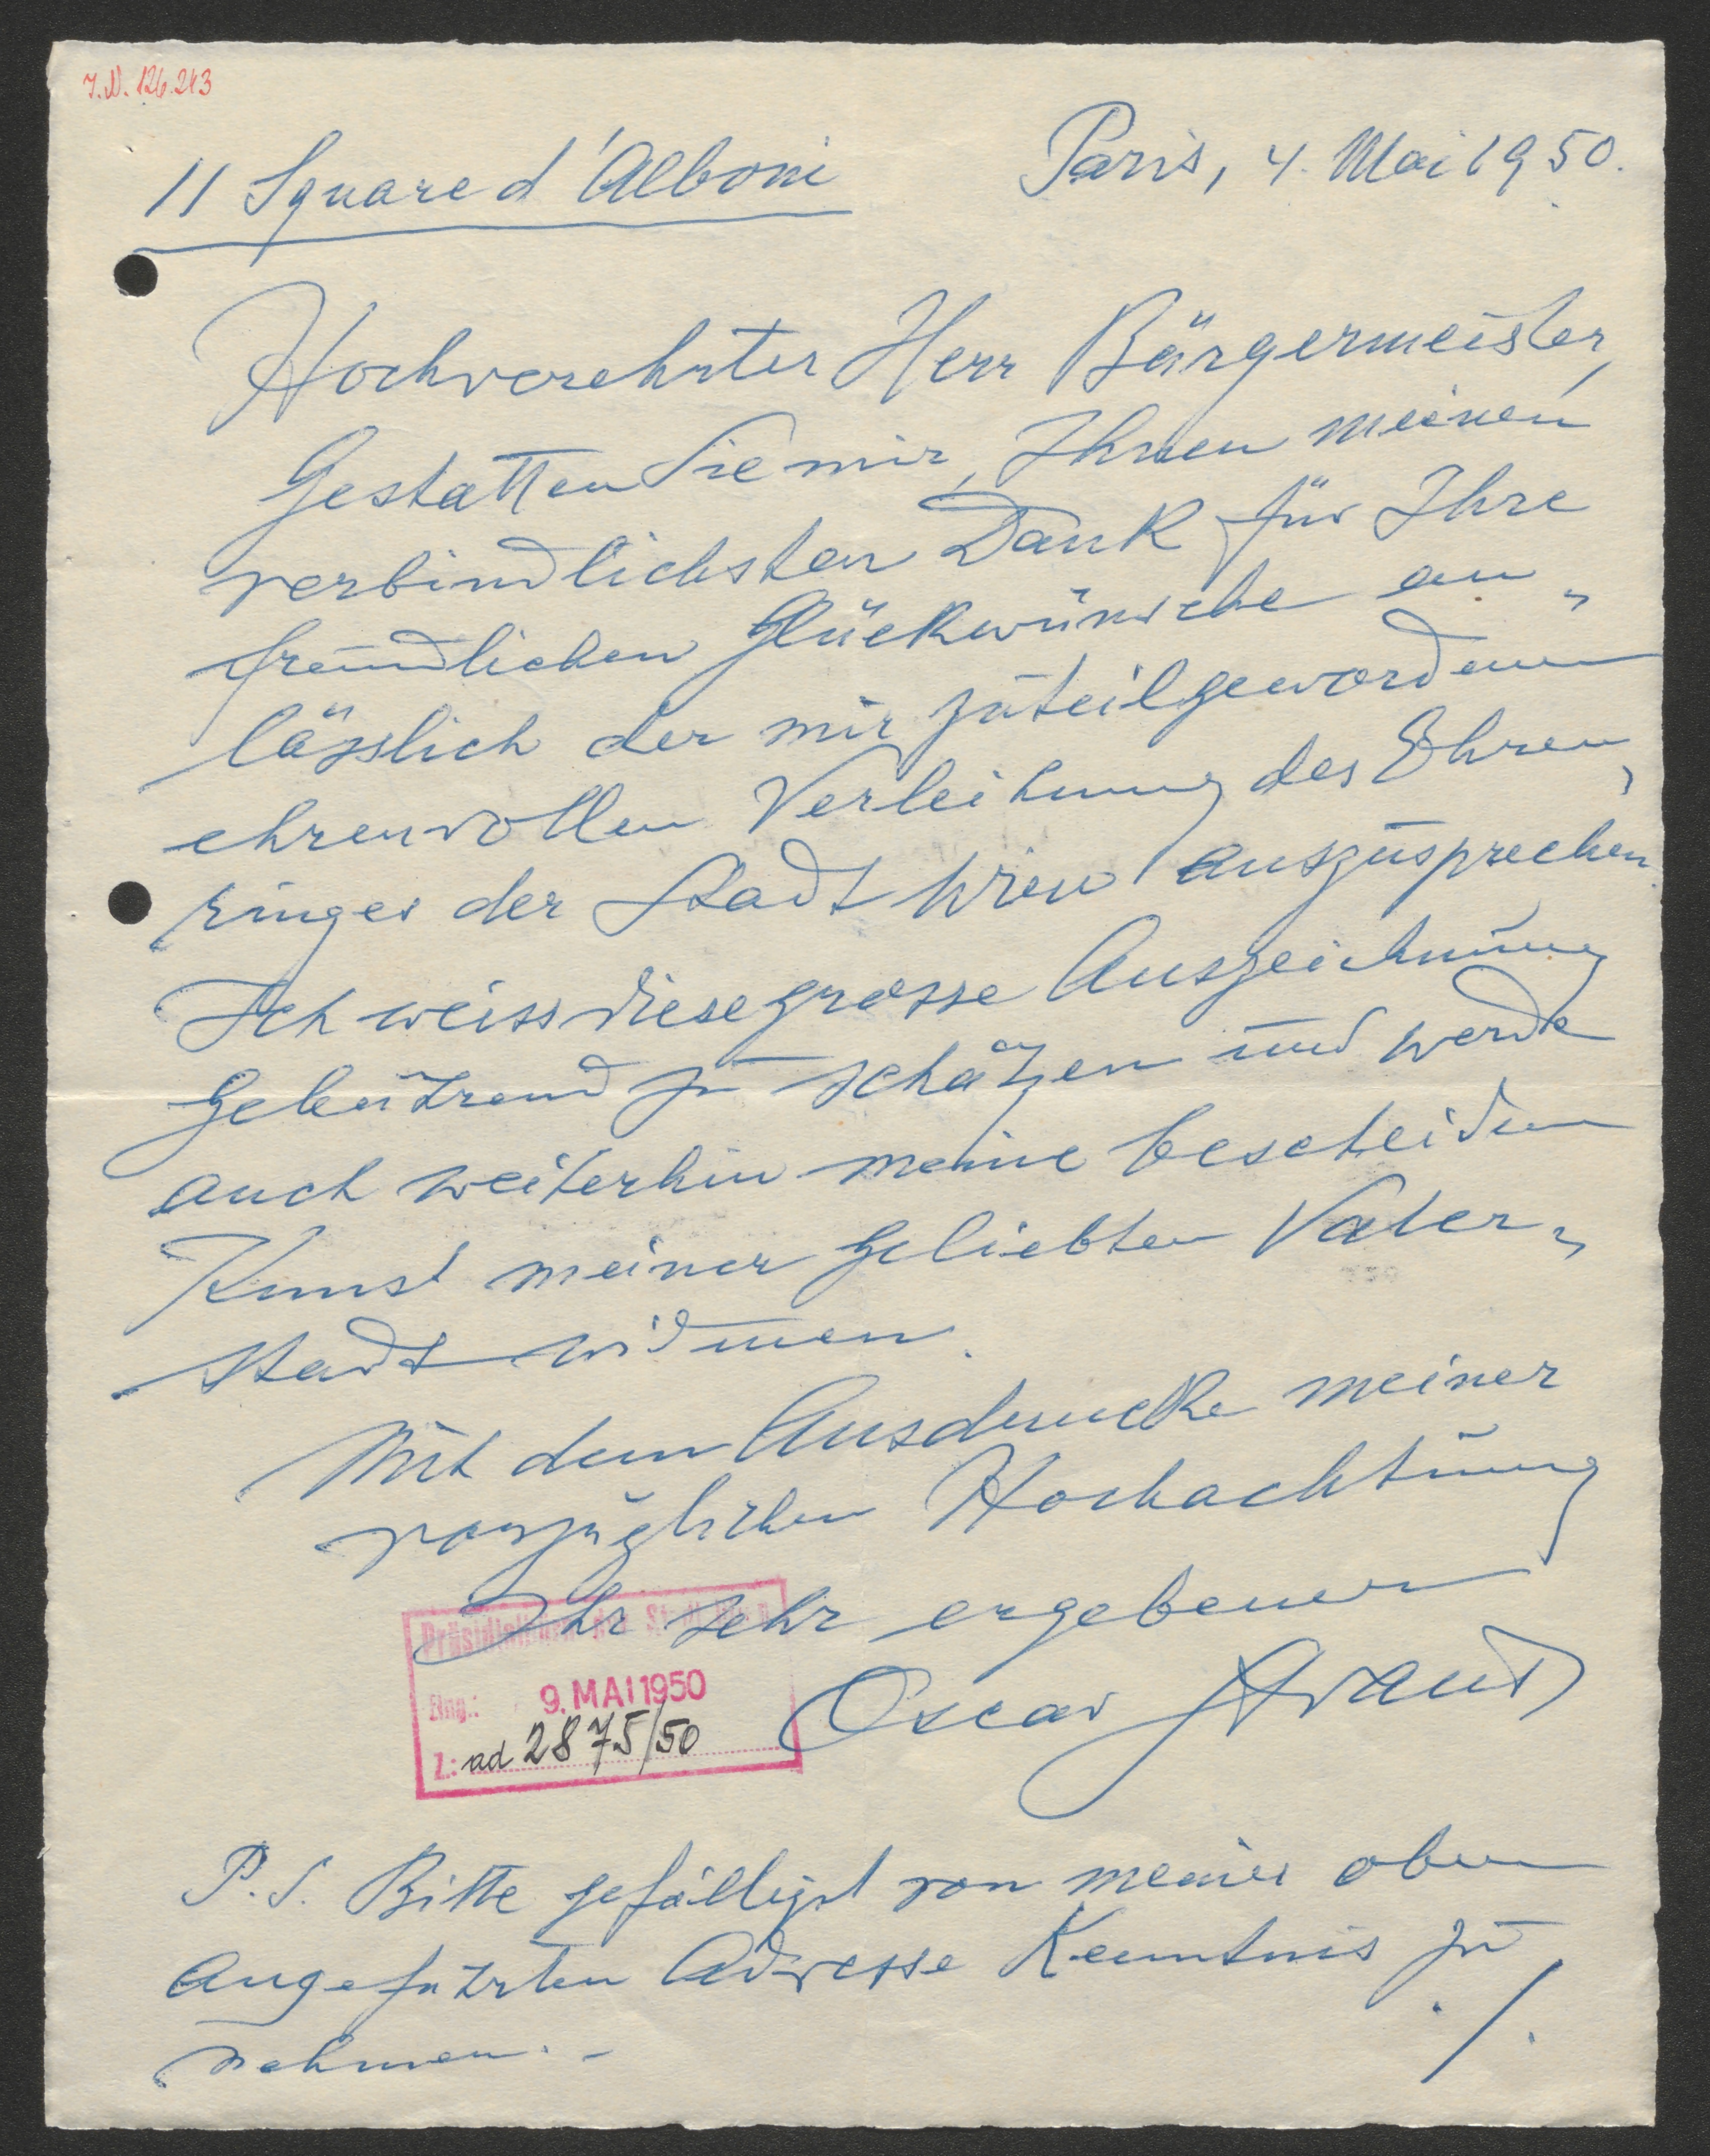 J.N. 126.213
11 Square d'Alboni
Paris, 4. Mai 1950.
Hochverehrter Herr Bürgermeister,
Gestatten Sie mir, Ihnen meinen
verbindlichsten Dank für Ihre
freundlichen Glückwünsche an-
lässlich der mir zuteilgewordenen
ehrenvollen Verleihung des Ehren-
ringes der Stadt Wien auszusprechen.
Ich weiss diese grosse Auszeichnung
gebührend zu schätzen und werde
auch weiterhin meine bescheidene
Kunst meiner geliebten Vater-
stadt widmen.
Mit dem Ausdrucke meiner
vorzüglichen Hochachtung
Ihr sehr ergebener
Oscar Straus
Präsidialbüro der Stadt Wien
Eing.: 9. MAI 1950
Z.: ad 2875/50
P.S. Bitte gefälligst von meiner oben
angeführten Adresse Kenntnis zu
nehmen. -
./.